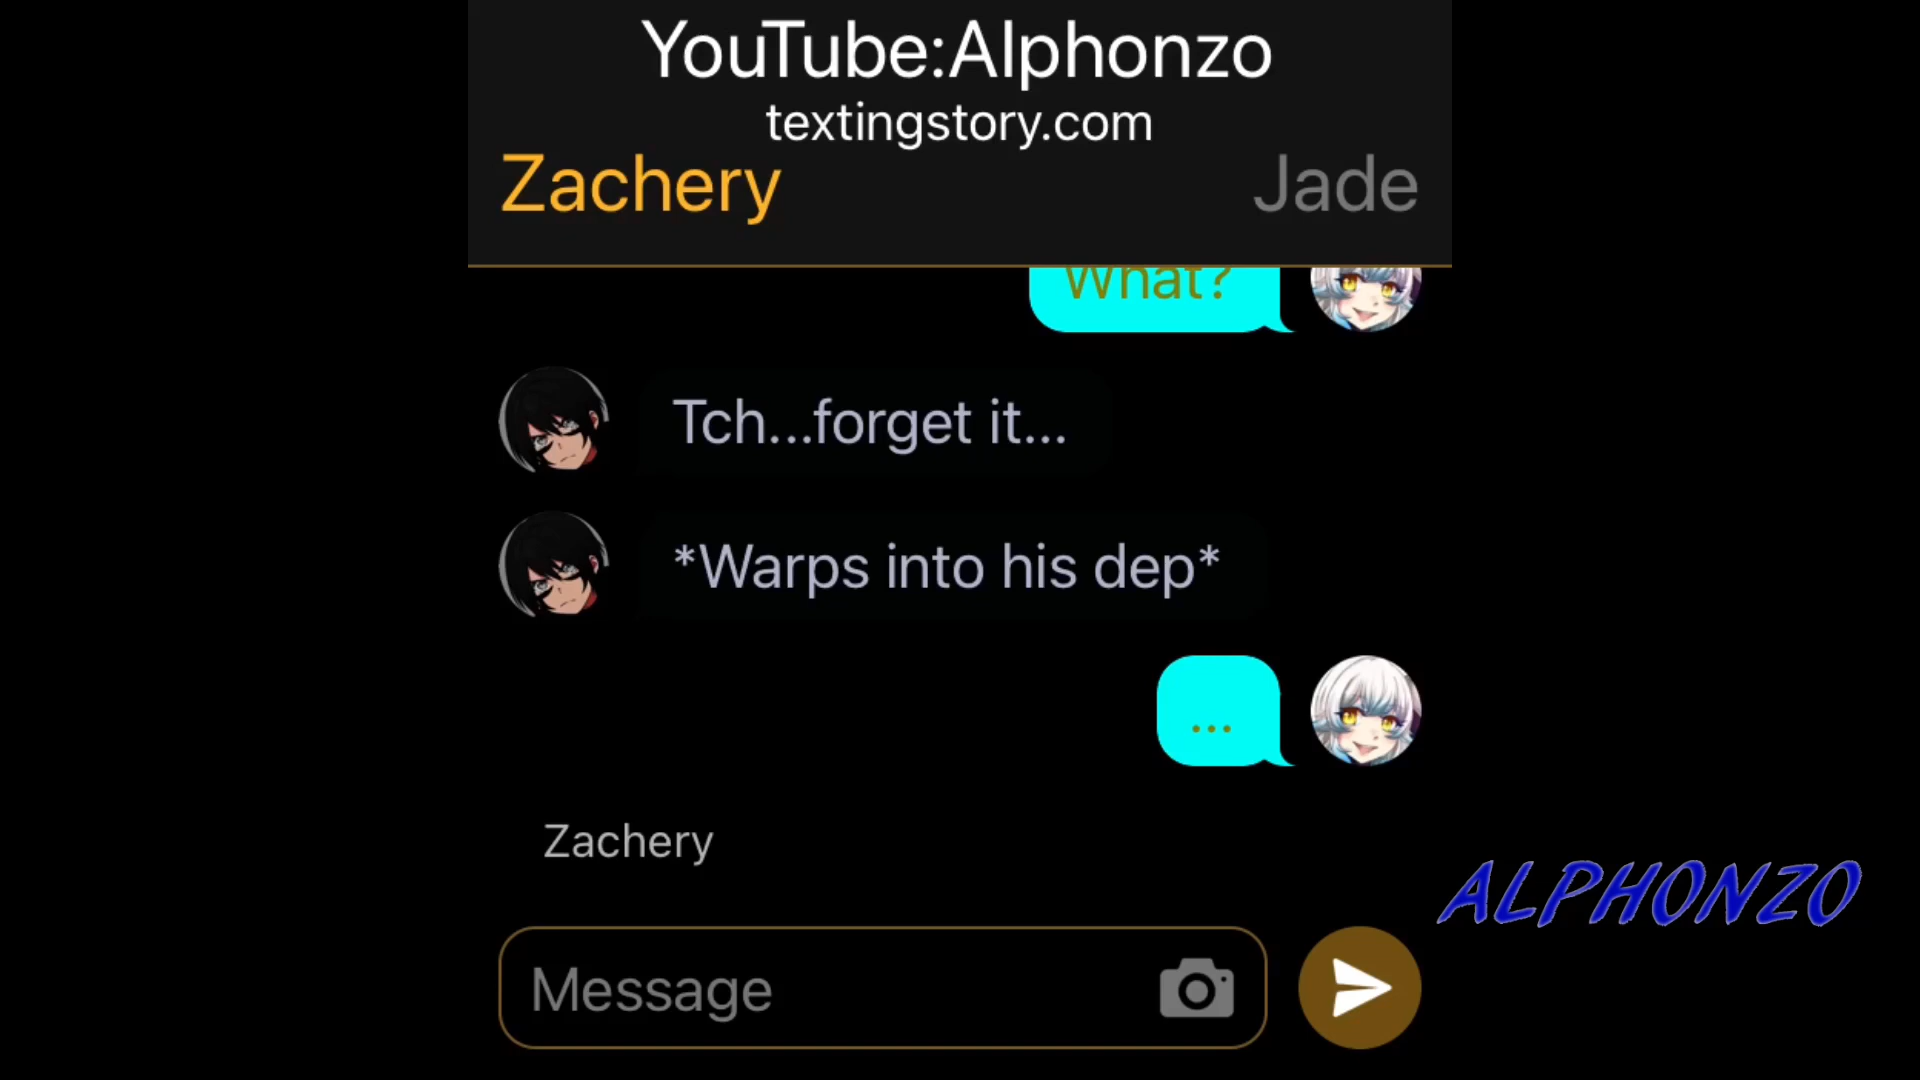 YouTube:Alphonzo
textingstory.com
Zachery
Jade
What?
Tch...forget it...
*Warps into his dep*
...
Zachery
ALPHONZO
Message